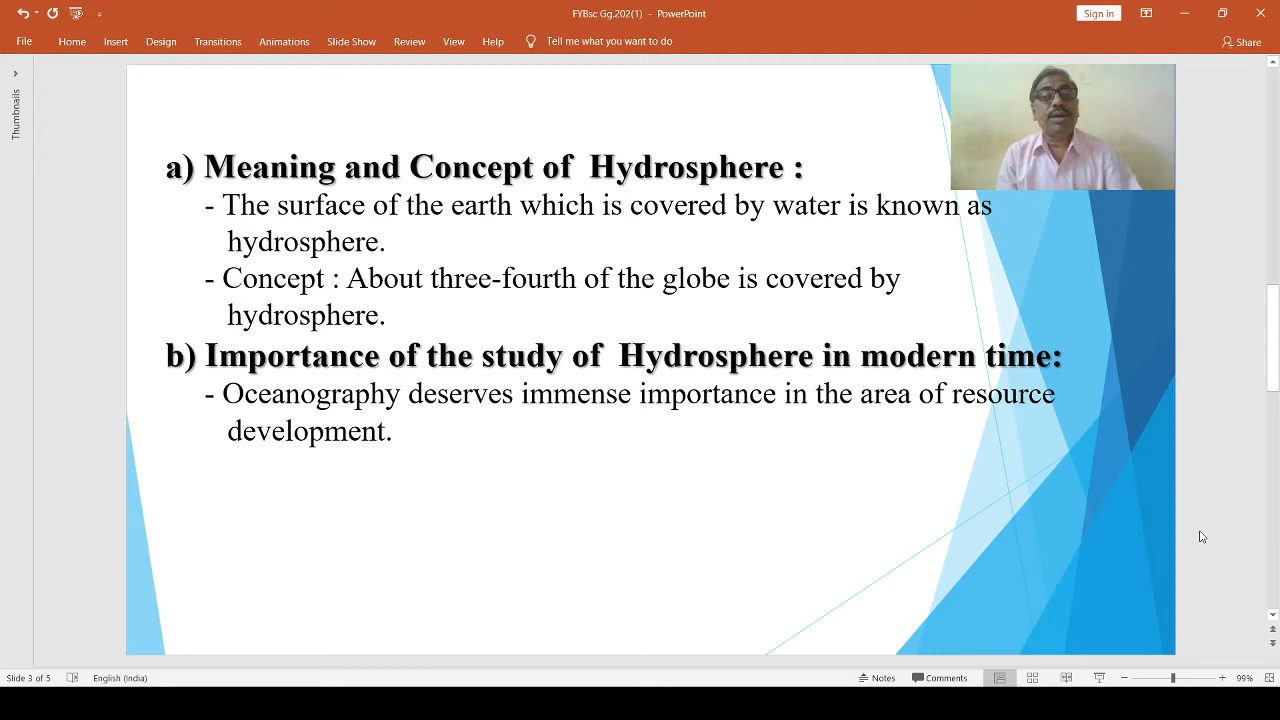 FYBsc Gg.202(1) - PowerPoint
Sign in
File Home Insert Design Transitions Animations Slide Show Review View Help Tell me what you want to do
Share
Thumbnails
a) Meaning and Concept of Hydrosphere :
- The surface of the earth which is covered by water is known as
hydrosphere.
- Concept : About three-fourth of the globe is covered by
hydrosphere.
b) Importance of the study of Hydrosphere in modern time:
- Oceanography deserves immense importance in the area of resource
development.
Slide 3 of 5 English (India) Notes Comments 99%